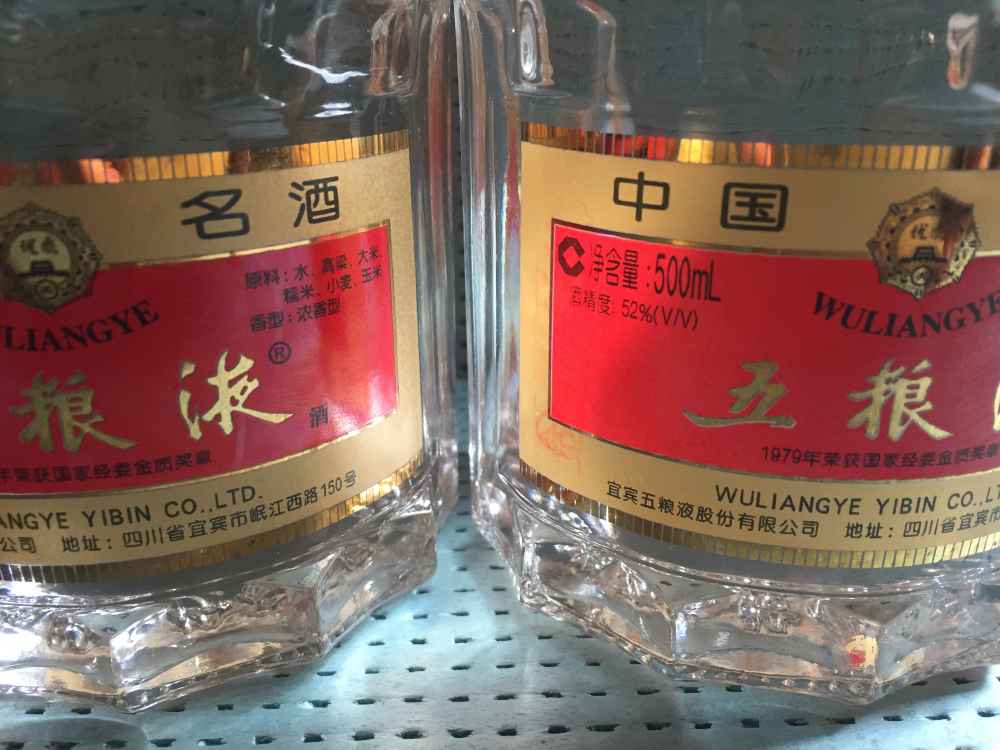 名酒
原料：水、高粱、大米、
糯米、小麦、玉米
香型：浓香型
LIANGYE
粮液®
酒
年荣获国家经委金质奖章
ANGYE YIBIN CO.,LTD.
公司 地址：四川省宜宾市岷江西路150号
中国
净含量:500mL
酒精度: 52%(V/V)
WULIANGYE
五粮
1979年荣获国家经委金质奖章
WULIANGYE YIBIN CO.,LT
宜宾五粮液股份有限公司 地址：四川省宜宾市